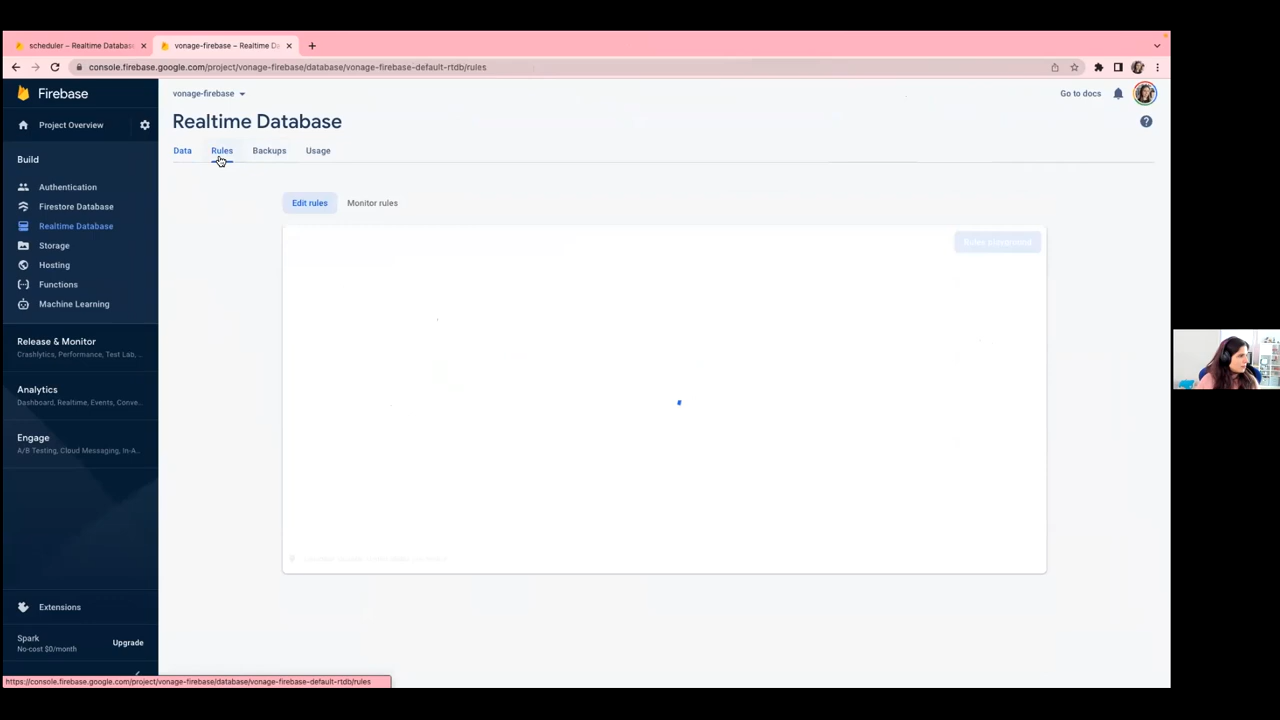 scheduler – Realtime Databas
vonage-firebase – Realtime Da
console.firebase.google.com/project/vonage-firebase/database/vonage-firebase-default-rtdb/rules
Firebase
vonage-firebase
Go to docs
Project Overview
Realtime Database
Data
Rules
Backups
Usage
Build
Authentication
Firestore Database
Realtime Database
Storage
Hosting
Functions
Machine Learning
Edit rules
Monitor rules
Rules Playground
Release & Monitor
Crashlytics, Performance, Test Lab, ...
Analytics
Dashboard, Realtime, Events, Conve...
Engage
A/B Testing, Cloud Messaging, In-A...
Extensions
Spark
No-cost $0/month
Upgrade
https://console.firebase.google.com/project/vonage-firebase/database/vonage-firebase-default-rtdb/rules